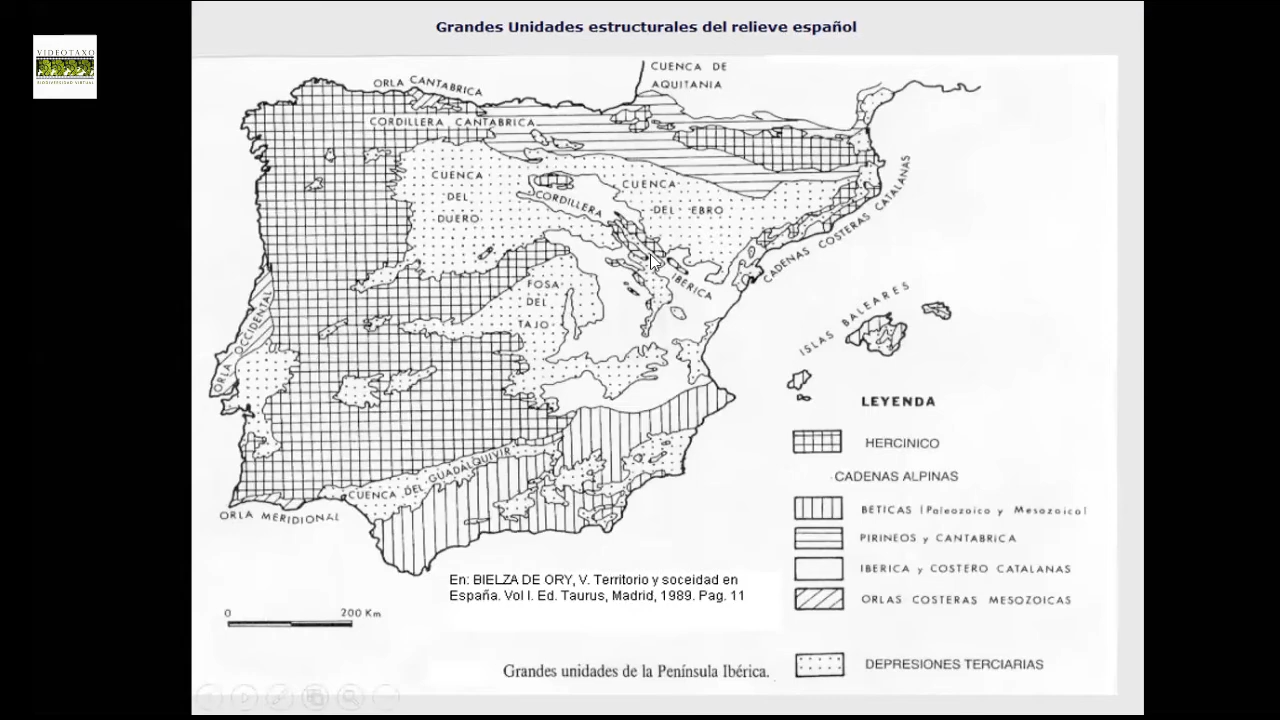 Grandes Unidades estructurales del relieve español
VIDEOTAXO
BIODIVERSIDAD VIRTUAL
CUENCA DE
AQUITANIA
ORLA CANTABRICA
CORDILLERA CANTABRICA
CUENCA
DEL
DUERO
CORDILLERA
IBERICA
CUENCA
DEL EBRO
CADENAS COSTERAS CATALANAS
FOSA
DEL
TAJO
ORLA OCCIDENTAL
ISLAS BALEARES
CUENCA DEL GUADALQUIVIR
ORLA MERIDIONAL
LEYENDA
HERCINICO
CADENAS ALPINAS
BETICAS (Paleozoico y Mesozoico)
PIRINEOS y CANTABRICA
IBERICA y COSTERO CATALANAS
ORLAS COSTERAS MESOZOICAS
DEPRESIONES TERCIARIAS
En: BIELZA DE ORY, V. Territorio y soceidad en
España. Vol I. Ed. Taurus, Madrid, 1989. Pag. 11
0 200 Km
Grandes unidades de la Península Ibérica.